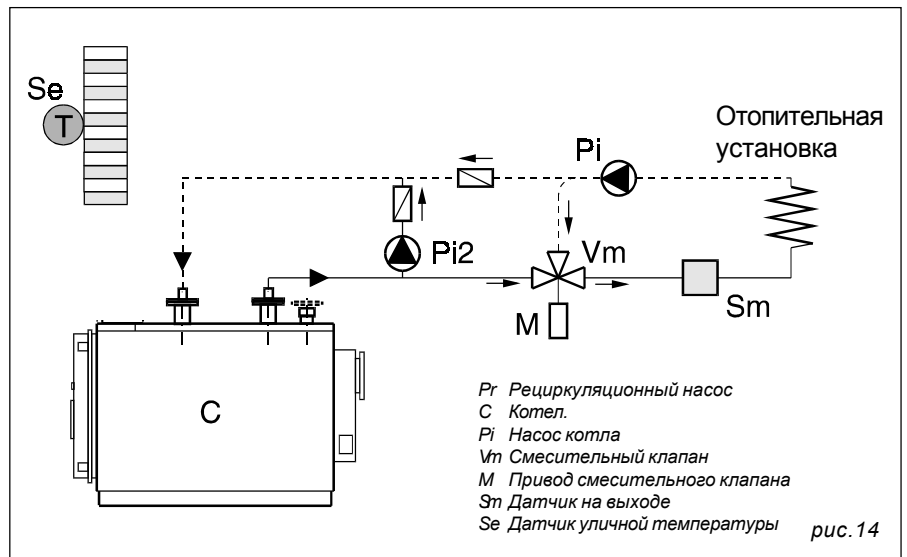 Se
T
Отопительная
установка
Pi
Pi2
Vm
Sm
M
C
Pr Рециркуляционный насос
C Котел.
Pi Насос котла
Vm Смесительный клапан
M Привод смесительного клапана
Sm Датчик на выходе
Se Датчик уличной температуры
рис.14